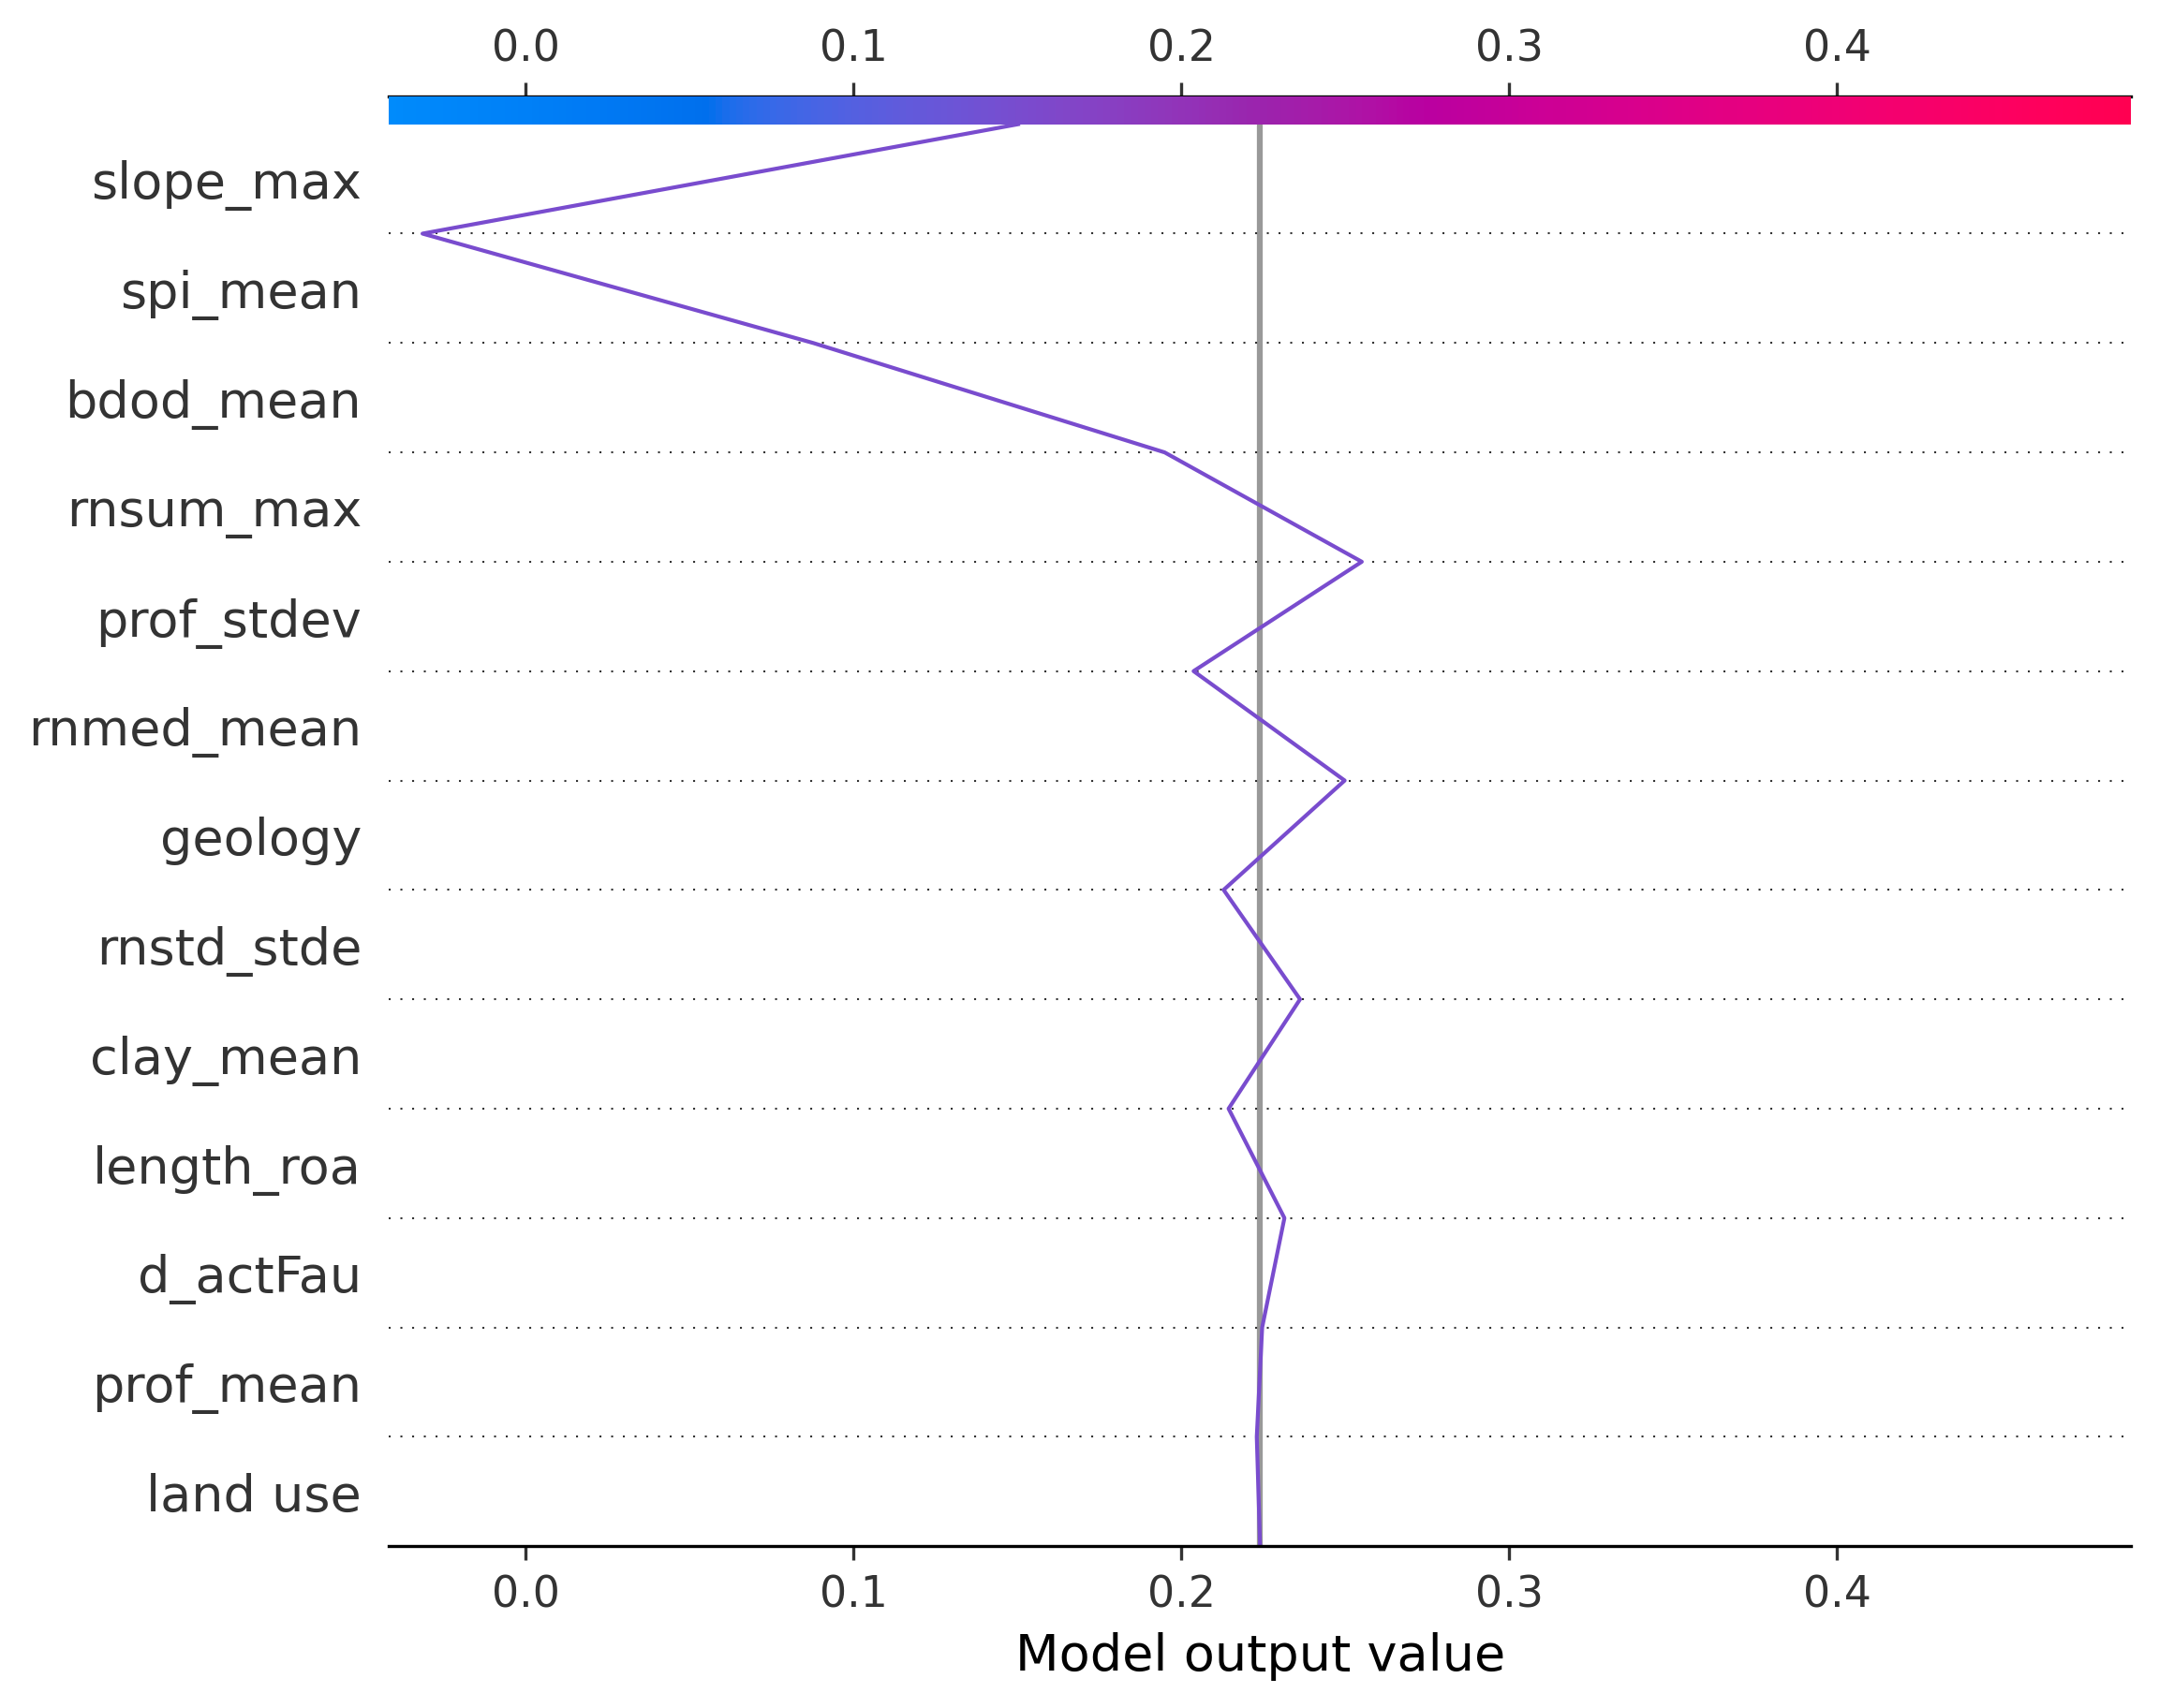 0.0 0.1 0.2 0.3 0.4
slope_max
spi_mean
bdod_mean
rnsum_max
prof_stdev
rnmed_mean
geology
rnstd_stde
clay_mean
length_roa
d_actFau
prof_mean
land use
0.0 0.1 0.2 0.3 0.4
Model output value